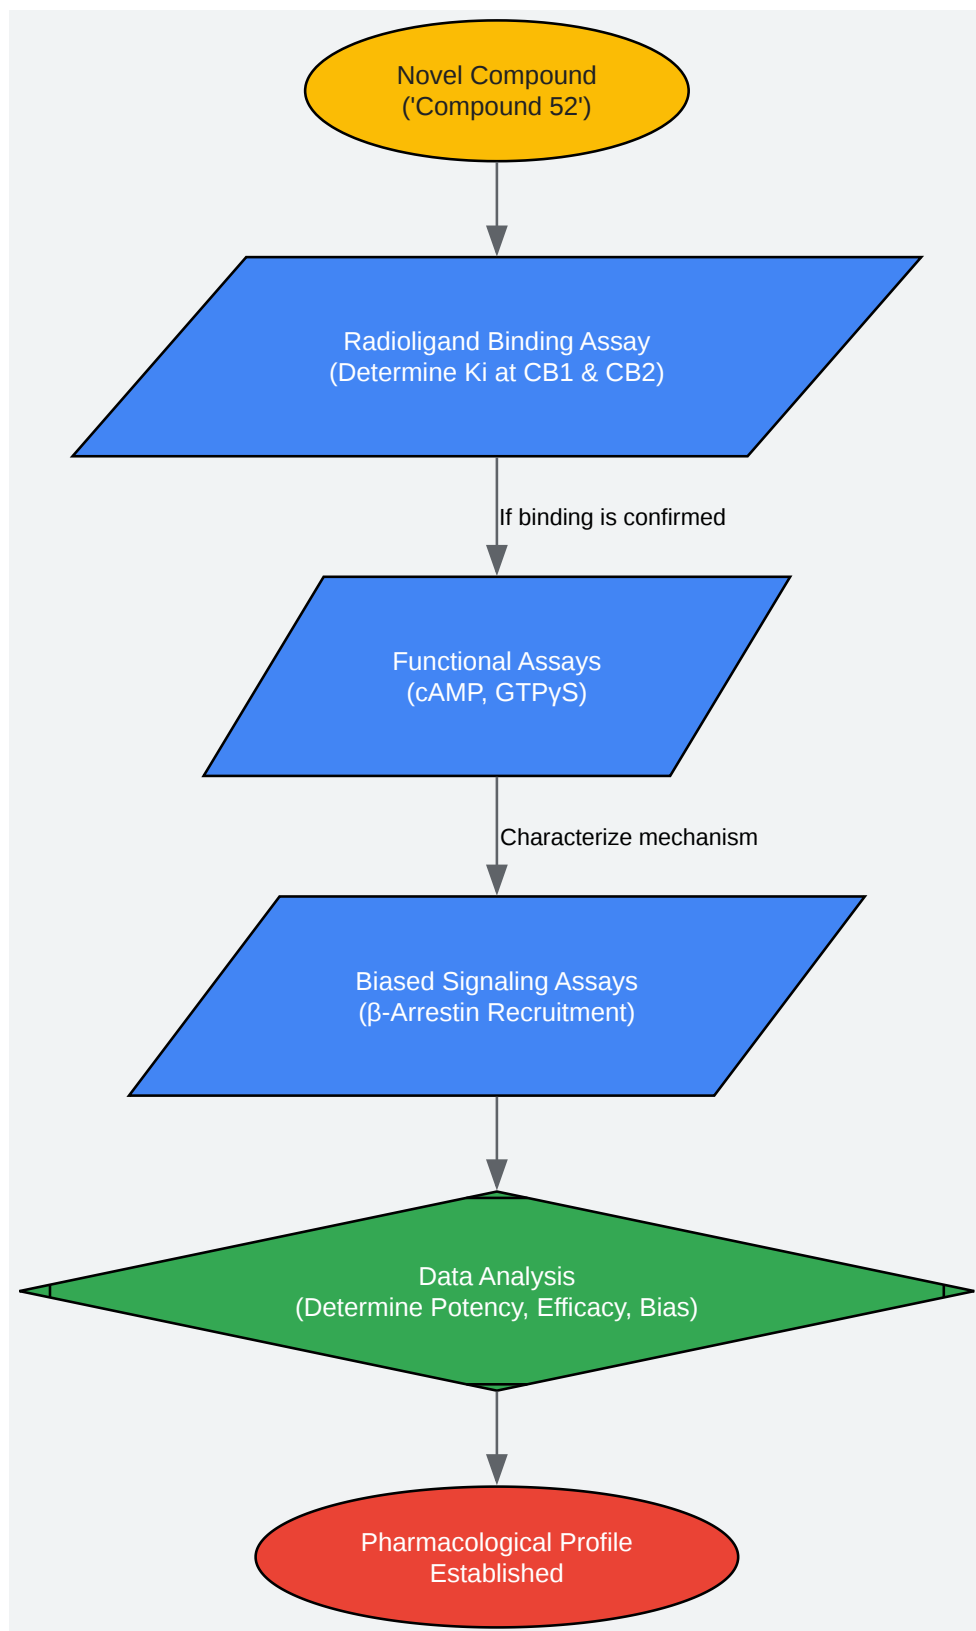 Novel Compound
('Compound 52')
Radioligand Binding Assay
(Determine Ki at CB1 & CB2)
If binding is confirmed
Functional Assays
(cAMP, GTPγS)
Characterize mechanism
Biased Signaling Assays
(β-Arrestin Recruitment)
Data Analysis
(Determine Potency, Efficacy, Bias)
Pharmacological Profile
Established